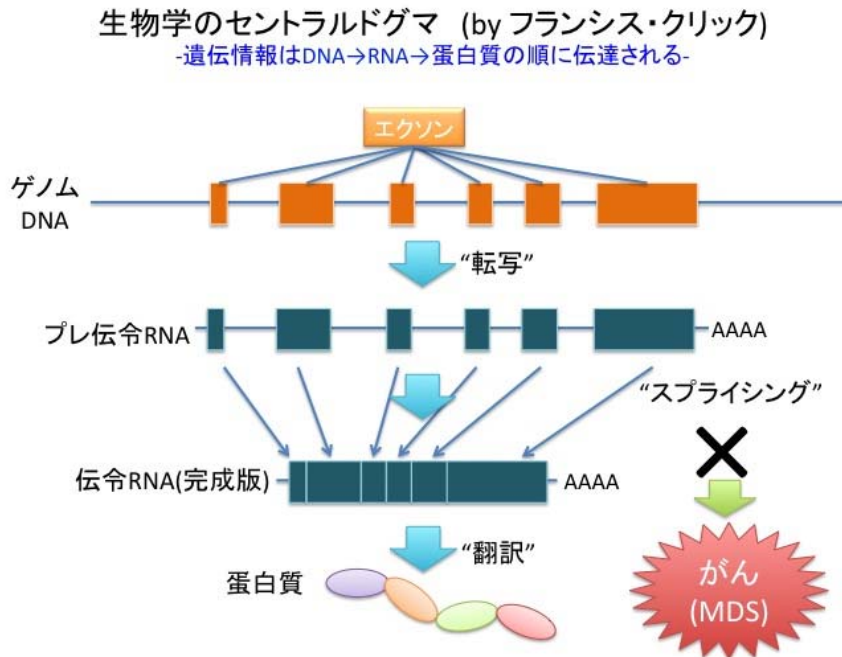 生物学のセントラルドグマ (by フランシス・クリック)
-遺伝情報はDNA→RNA→蛋白質の順に伝達される-
エクソン
ゲノム
DNA
“転写”
プレ伝令RNA
AAAA
“スプライシング”
伝令RNA(完成版)
AAAA
“翻訳”
蛋白質
がん
(MDS)